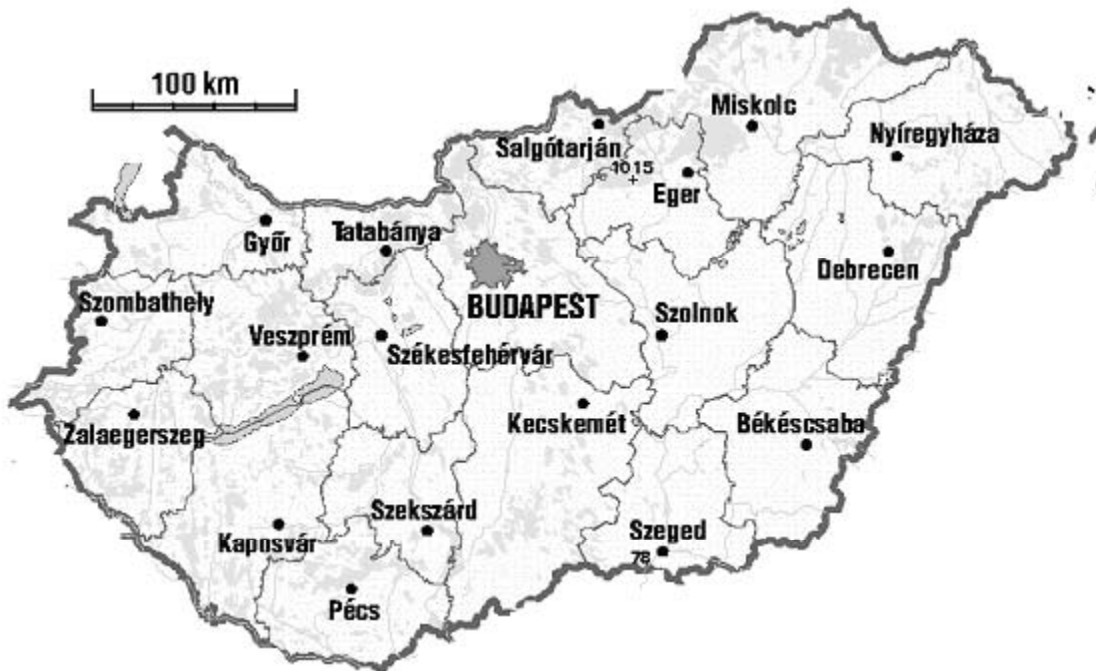 100 km
Miskolc
Nyíregyháza
Salgótarján
1015
Eger
Győr
Tatabánya
Debrecen
BUDAPEST
Szombathely
Veszprém
Székesfehérvár
Szolnok
Zalaegerszeg
Kecskemét
Békéscsaba
Szekszárd
Kaposvár
Szeged
78
Pécs